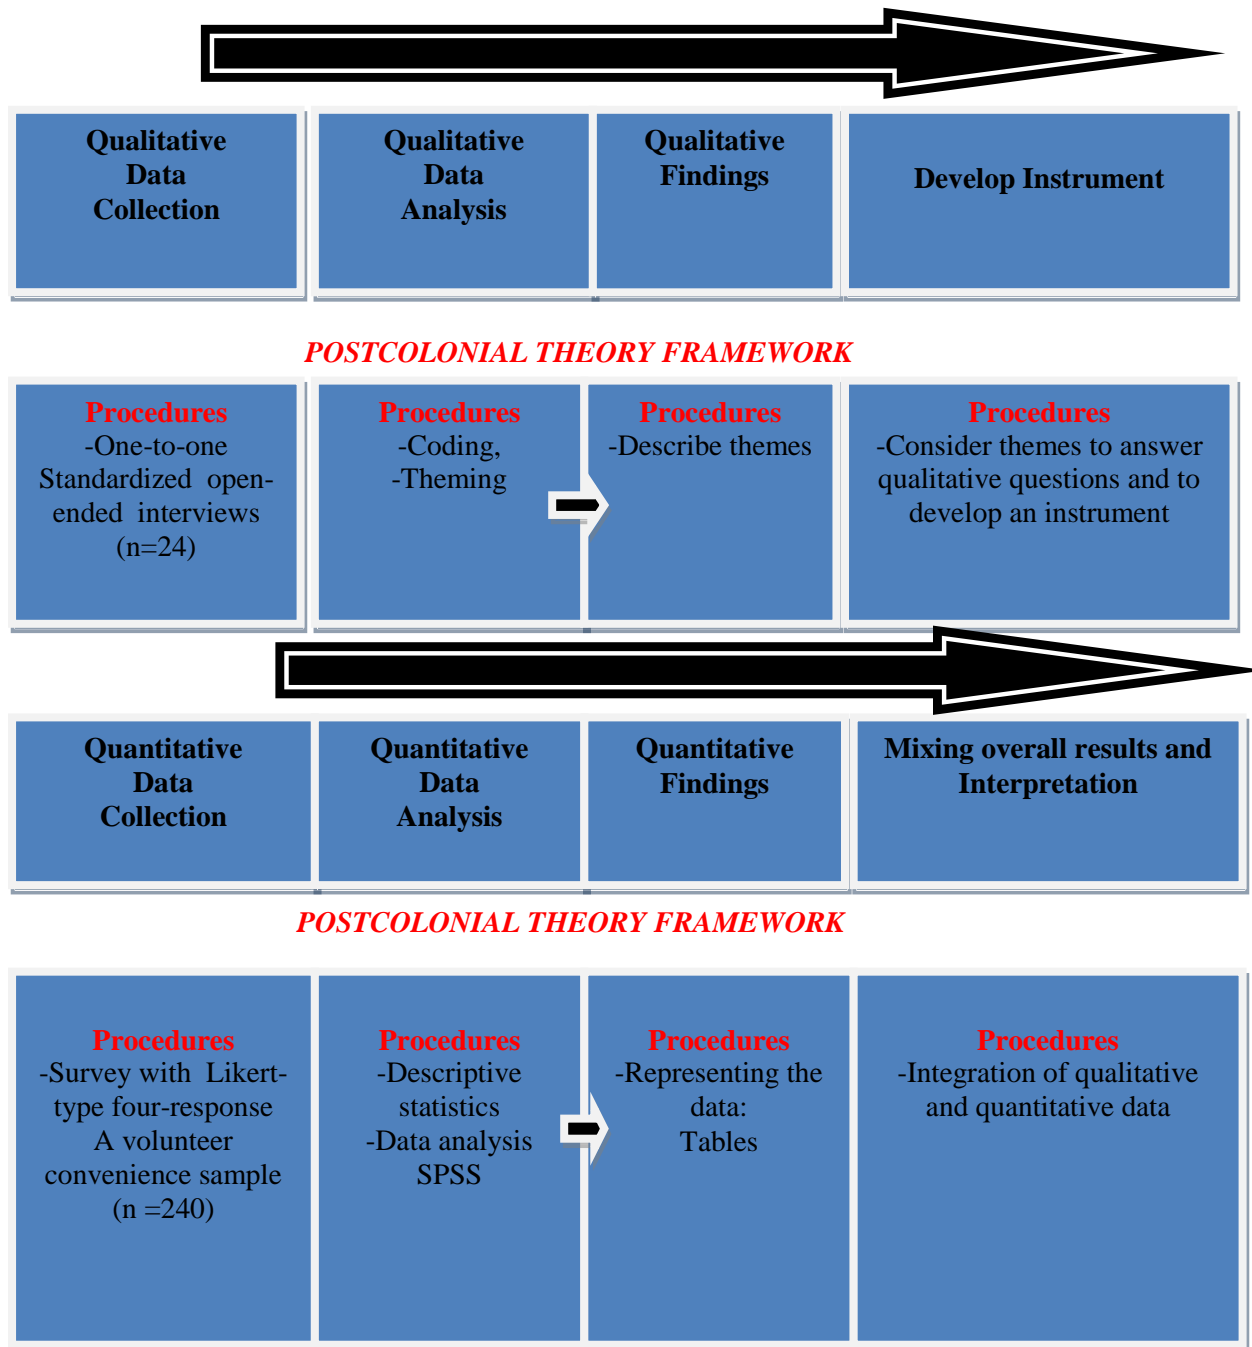 Qualitative
Data
Collection
Qualitative
Data
Analysis
Qualitative
Findings
Develop Instrument
POSTCOLONIAL THEORY FRAMEWORK
Procedures
-One-to-one
Standardized open-
ended interviews
(n=24)
Procedures
-Coding,
-Theming
Procedures
-Describe themes
Procedures
-Consider themes to answer
qualitative questions and to
develop an instrument
Quantitative
Data
Collection
Quantitative
Data
Analysis
Quantitative
Findings
Mixing overall results and
Interpretation
POSTCOLONIAL THEORY FRAMEWORK
Procedures
-Survey with Likert-
type four-response
A volunteer
convenience sample
(n =240)
Procedures
-Descriptive
statistics
-Data analysis
SPSS
Procedures
-Representing the
data:
Tables
Procedures
-Integration of qualitative
and quantitative data